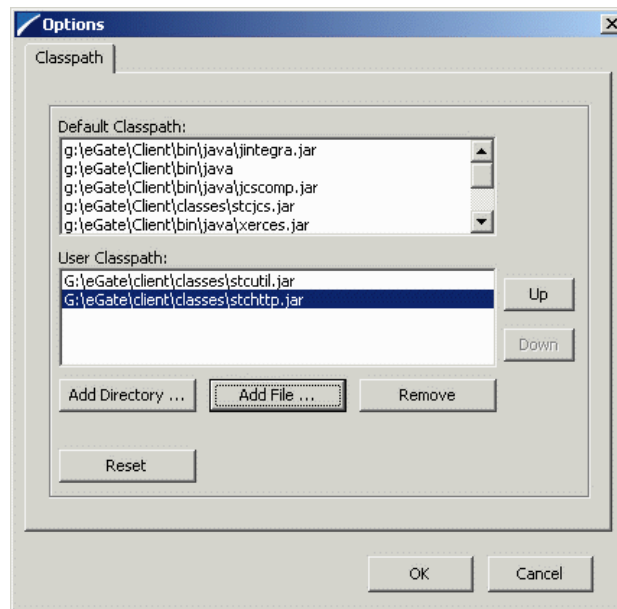 Options
Classpath
Default Classpath:
g:\eGate\Client\bin\java\jintegra.jar
g:\eGate\Client\bin\java
g:\eGate\Client\bin\java\jcscomp.jar
g:\eGate\Client\classes\stcjcs.jar
g:\eGate\Client\bin\java\xerces.jar
User Classpath:
G:\eGate\client\classes\stcutil.jar
G:\eGate\client\classes\stchttp.jar
Up
Down
Add Directory ...
Add File ...
Remove
Reset
OK
Cancel